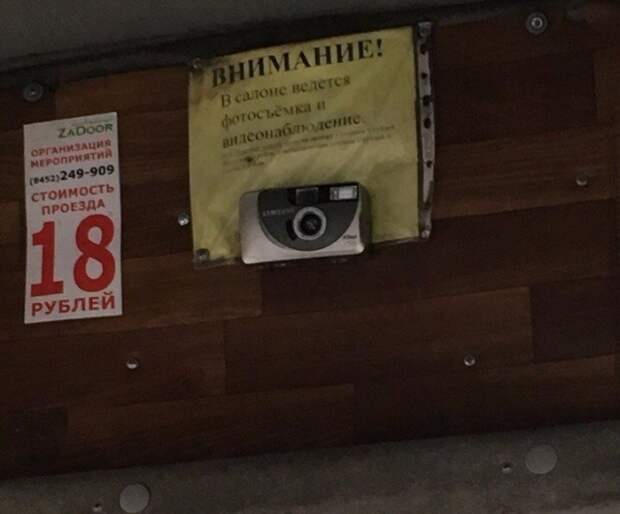 ZADOOR
ОРГАНИЗАЦИЯ
МЕРОПРИЯТИЙ
(8452)249-909
СТОИМОСТЬ
ПРОЕЗДА
18
РУБЛЕЙ
ВНИМАНИЕ!
В салоне ведется
фотосъёмка и
видеонаблюдение
SAMSUNG